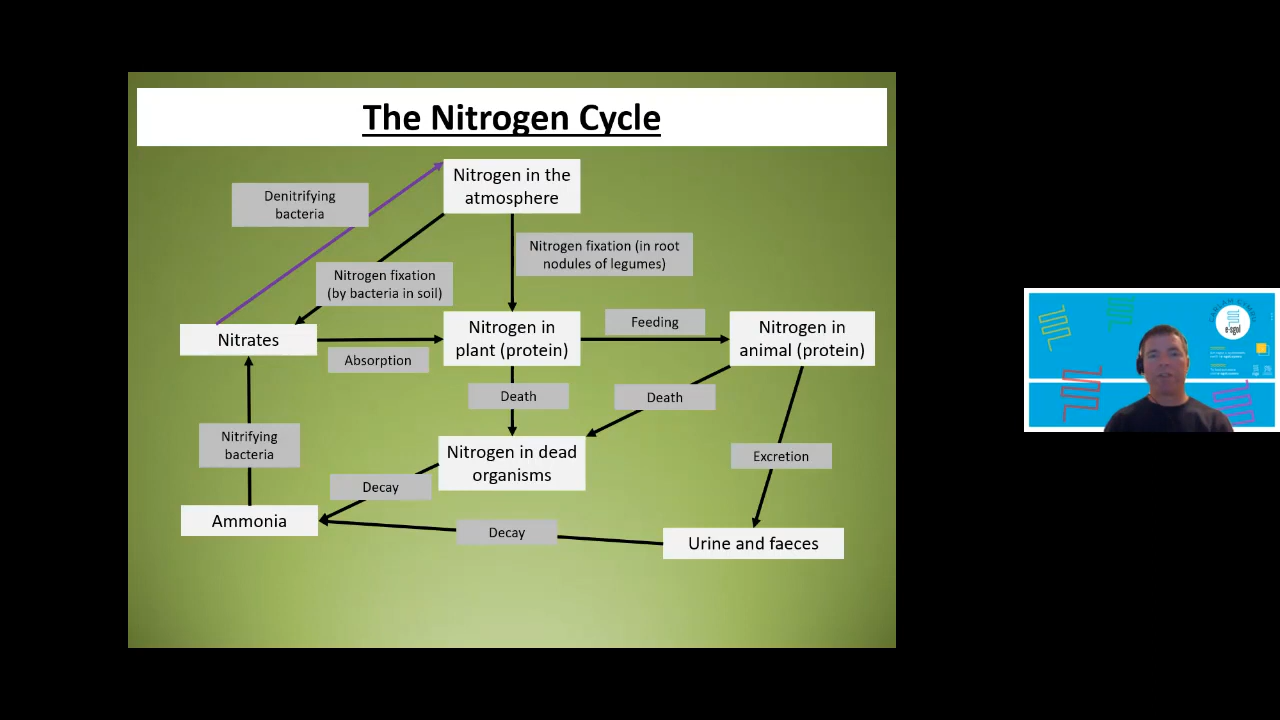 The Nitrogen Cycle
Nitrogen in the
atmosphere
Denitrifying
bacteria
Nitrogen fixation (in root
nodules of legumes)
Nitrogen fixation
(by bacteria in soil)
Nitrates
Absorption
Nitrogen in
plant (protein)
Feeding
Nitrogen in
animal (protein)
Death
Death
Nitrifying
bacteria
Nitrogen in dead
organisms
Excretion
Decay
Ammonia
Decay
Urine and faeces
e-sgol